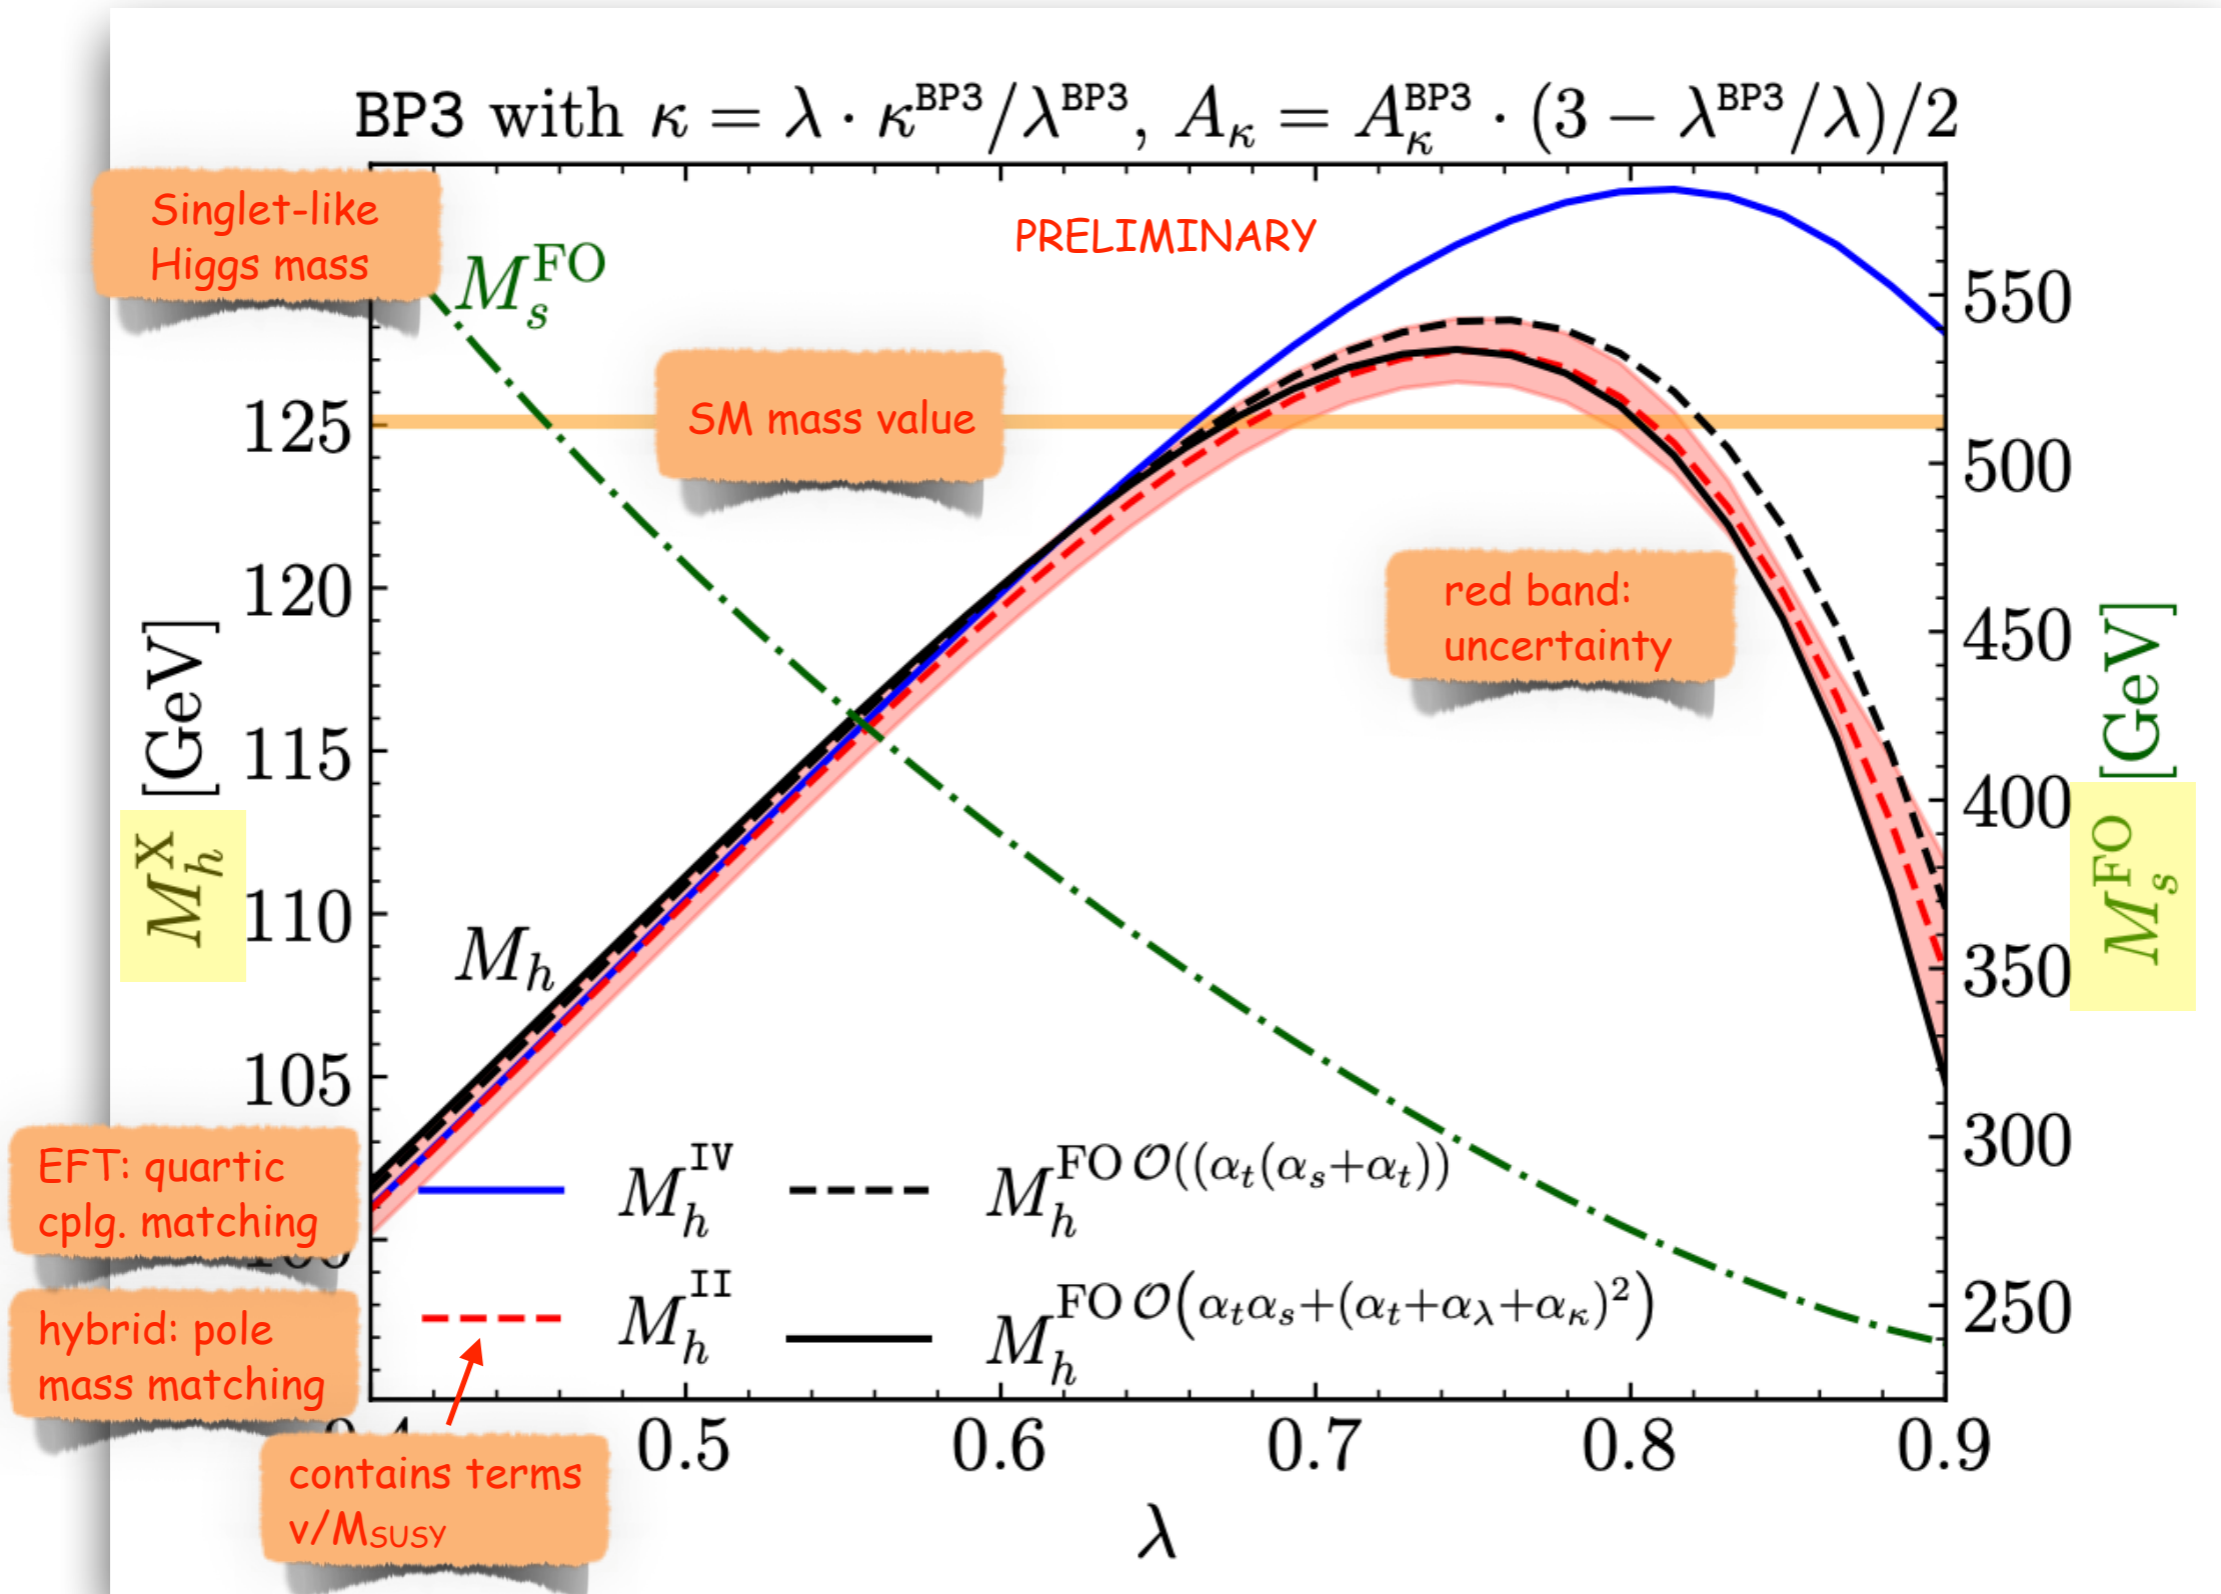 BP3 with κ = λ · κ^BP3/λ^BP3, A_κ = A_κ^BP3 · (3 − λ^BP3/λ)/2
Singlet-like
Higgs mass
PRELIMINARY
M_s^FO
SM mass value
red band:
uncertainty
M_h^X [GeV]
125
120
115
110
105
M_s^FO [GeV]
550
500
450
400
350
300
250
M_h
EFT: quartic
cplg. matching
hybrid: pole
mass matching
contains terms
v/M_SUSY
M_h^IV
M_h^FO 𝒪((α_t(α_s+α_t))
M_h^II
M_h^FO 𝒪(α_tα_s+(α_t+α_λ+α_κ)^2)
0.5
0.6
0.7
0.8
0.9
λ